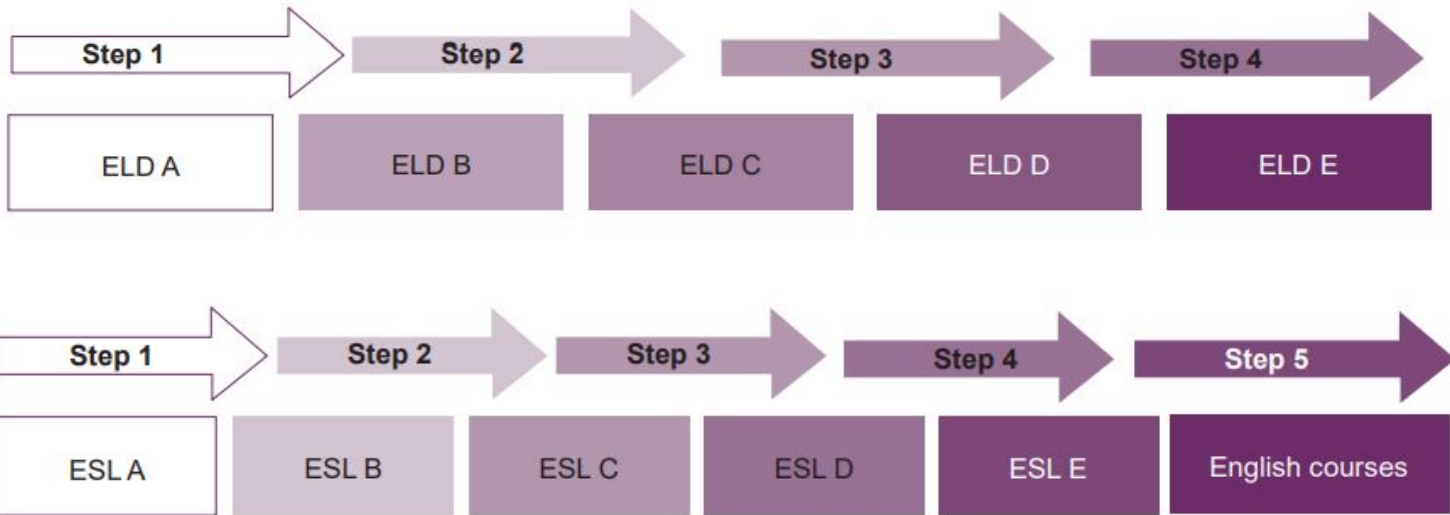 Step 1 Step 2 Step 3 Step 4
ELD A ELD B ELD C ELD D ELD E
Step 1 Step 2 Step 3 Step 4 Step 5
ESL A ESL B ESL C ESL D ESL E English courses